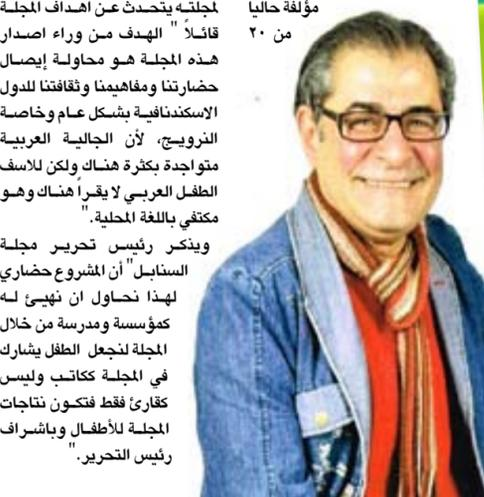 مؤلفة حاليا
من ٢٠
لمجلته يتحدث عن اهداف المجلة
قائلاً " الهدف من وراء اصدار
هذه المجلة هو محاولة إيصال
حضارتنا ومفاهيمنا وثقافتنا للدول
الاسكندنافية بشكل عام وخاصة
النرويج، لأن الجالية العربية
متواجدة بكثرة هناك ولكن للاسف
الطفل العربي لا يقرأ هناك وهو
مكتفي باللغة المحلية."
ويذكر رئيس تحرير مجلة
السنابل" أن المشروع حضاري
لهذا نحاول ان نهيئ له
كمؤسسة ومدرسة من خلال
المجلة لنجعل الطفل يشارك
في المجلة ككاتب وليس
كقارئ فقط فتكون نتاجات
المجلة للأطفال وباشراف
رئيس التحرير."